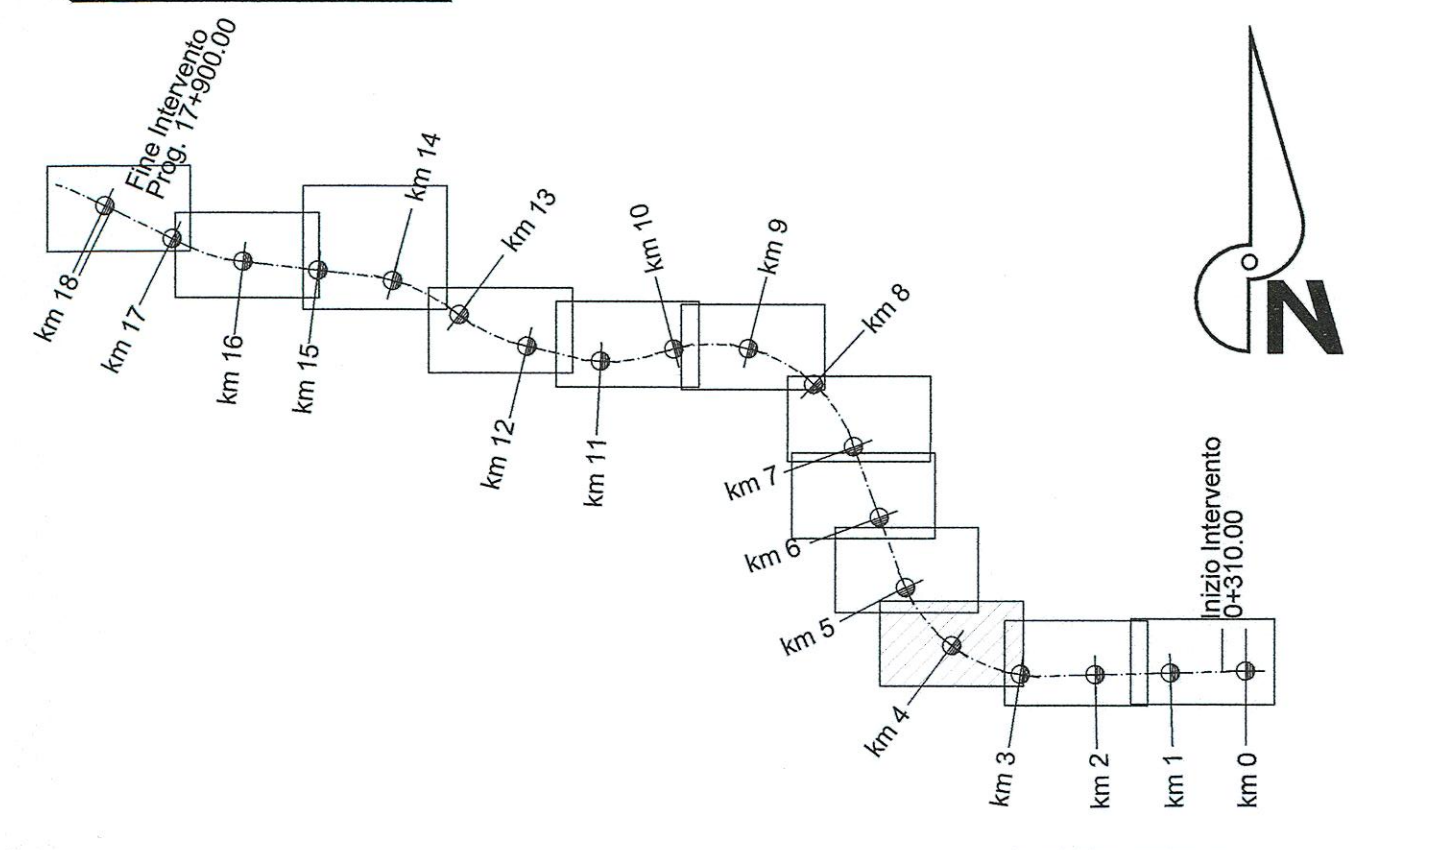 Fine Intervento
Prog. 17+900.00
km 18
km 17
km 16
km 15
km 14
km 13
km 12
km 11
km 10
km 9
km 8
km 7
km 6
km 5
km 4
km 3
km 2
km 1
km 0
Inizio Intervento
0+310.00
N